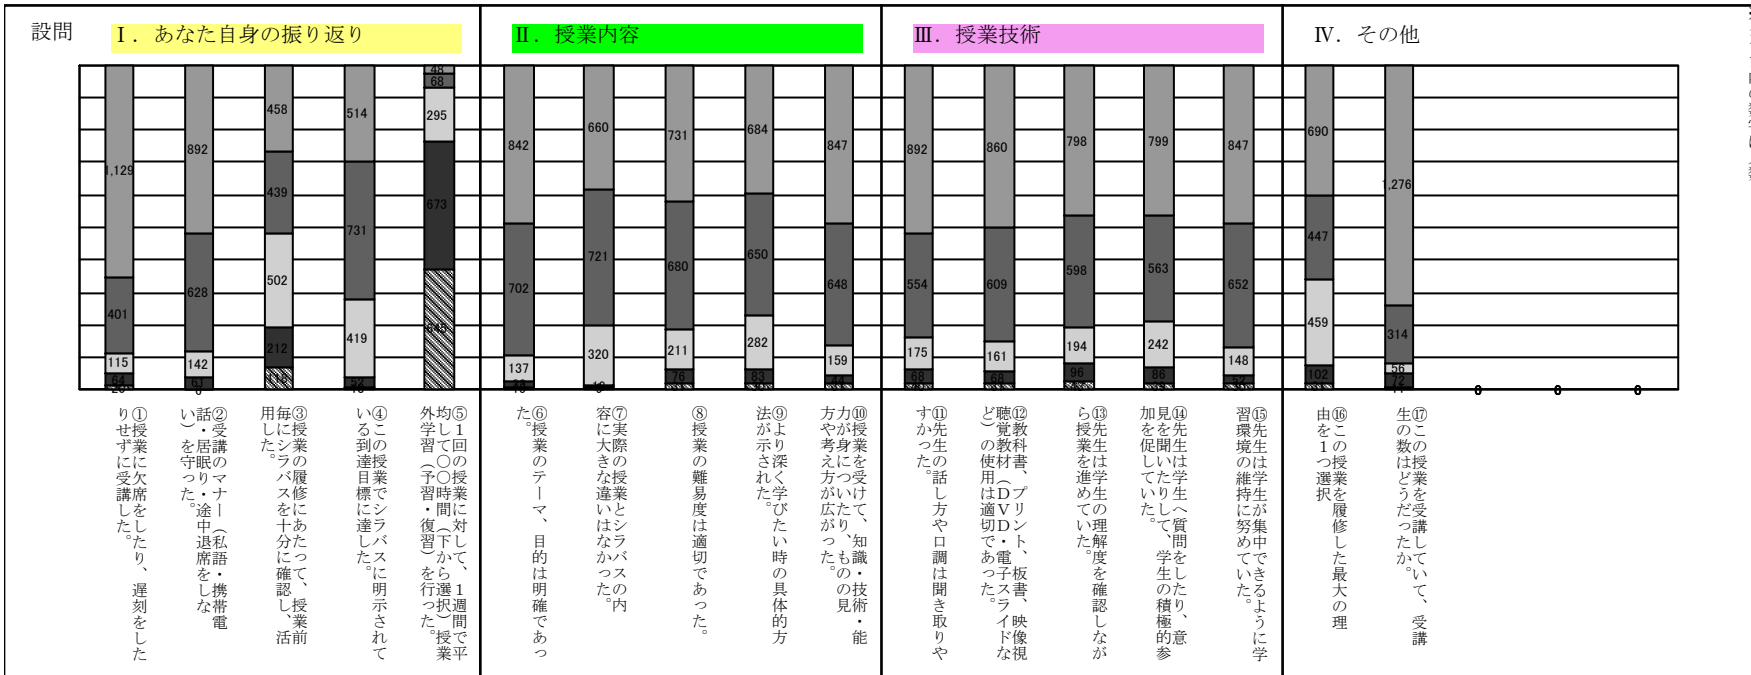 設問
Ⅰ．あなた自身の振り返り
Ⅱ．授業内容
Ⅲ．授業技術
Ⅳ．その他
1,129
401
115
64
892
628
142
61
6
458
439
502
212
118
514
731
419
52
48
68
295
673
645
842
702
137
660
721
320
731
680
211
76
684
650
282
83
847
648
159
44
892
554
175
68
860
609
161
68
798
598
194
96
799
563
242
86
847
652
148
52
690
447
459
102
1,276
314
56
72
11
0
0
0
①授業に欠席をしたり、遅刻をした
りせずに受講した。
②受講のマナー（私語・携帯電
話・居眠り・途中退席をしな
い）を守った。
③授業の履修にあたって、授業前
毎にシラバスを十分に確認し、活
用した。
④この授業でシラバスに明示されて
いる到達目標に達した。
⑤１回の授業に対して、１週間で平
均して〇〇時間（下から選択）授業
外学習（予習・復習）を行った。
⑥授業のテーマ、目的は明確であっ
た。
⑦実際の授業とシラバスの内
容に大きな違いはなかった。
⑧授業の難易度は適切であった。
⑨より深く学びたい時の具体的方
法が示された。
⑩授業を受けて、知識・技術・能
力が身についたり、ものの見
方や考え方が広がった。
⑪先生の話し方や口調は聞き取りや
すかった。
⑫教科書、プリント、板書、映像視
聴覚教材（ＤＶＤ・電子スライドな
ど）の使用は適切であった。
⑬先生は学生の理解度を確認しなが
ら授業を進めていた。
⑭先生は学生へ質問をしたり、意
見を聞いたりして、学生の積極的参
加を促していた。
⑮先生は学生が集中できるように学
習環境の維持に努めていた。
⑯この授業を履修した最大の理
由を１つ選択
⑰この授業を受講していて、受講
生の数はどうだったか。